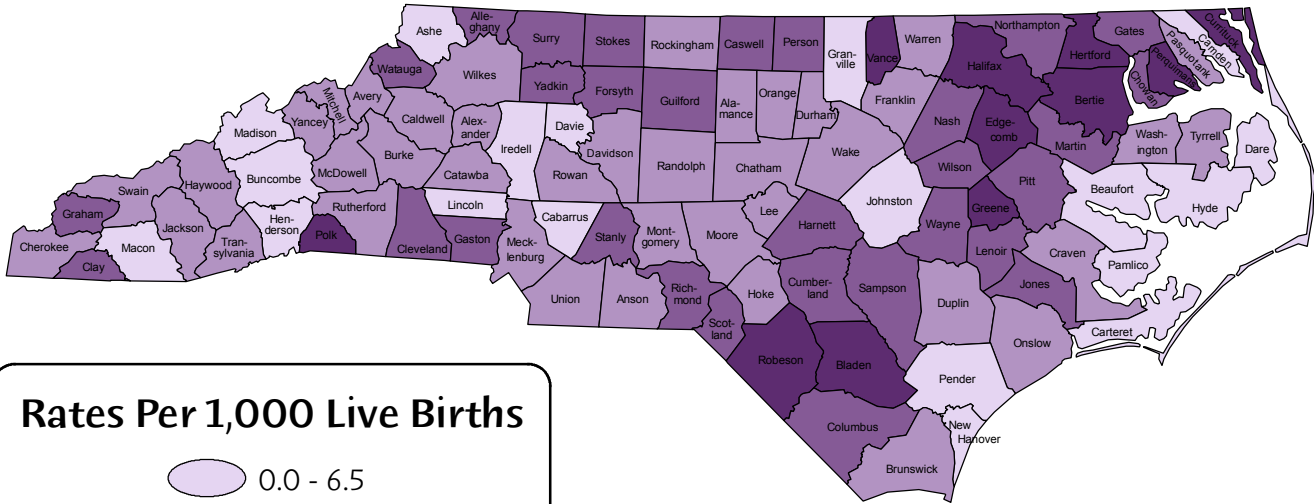 Ashe
Alle-
ghany
Surry
Stokes
Rockingham
Caswell
Person
Gran-
ville
Vance
Warren
Northampton
Gates
Currituck
Camden
Pasquotank
Perquimans
Chowan
Hertford
Halifax
Bertie
Watauga
Wilkes
Yadkin
Forsyth
Guilford
Ala-
mance
Orange
Durham
Franklin
Nash
Edge-
comb
Martin
Wash-
ington
Tyrrell
Dare
Mitchell
Avery
Yancey
Madison
Caldwell
Alex-
ander
Iredell
Davie
Davidson
Randolph
Chatham
Wake
Wilson
Pitt
Beaufort
Hyde
Swain
Haywood
Buncombe
McDowell
Burke
Catawba
Rowan
Johnston
Greene
Graham
Jackson
Hen-
derson
Rutherford
Lincoln
Cabarrus
Lee
Harnett
Wayne
Lenoir
Craven
Pamlico
Cherokee
Clay
Macon
Tran-
sylvania
Polk
Cleveland
Gaston
Meck-
lenburg
Stanly
Mont-
gomery
Moore
Union
Anson
Rich-
mond
Hoke
Cumber-
land
Sampson
Duplin
Jones
Carteret
Onslow
Scot-
land
Robeson
Bladen
Pender
Columbus
New
Hanover
Brunswick
Rates Per 1,000 Live Births
0.0 - 6.5